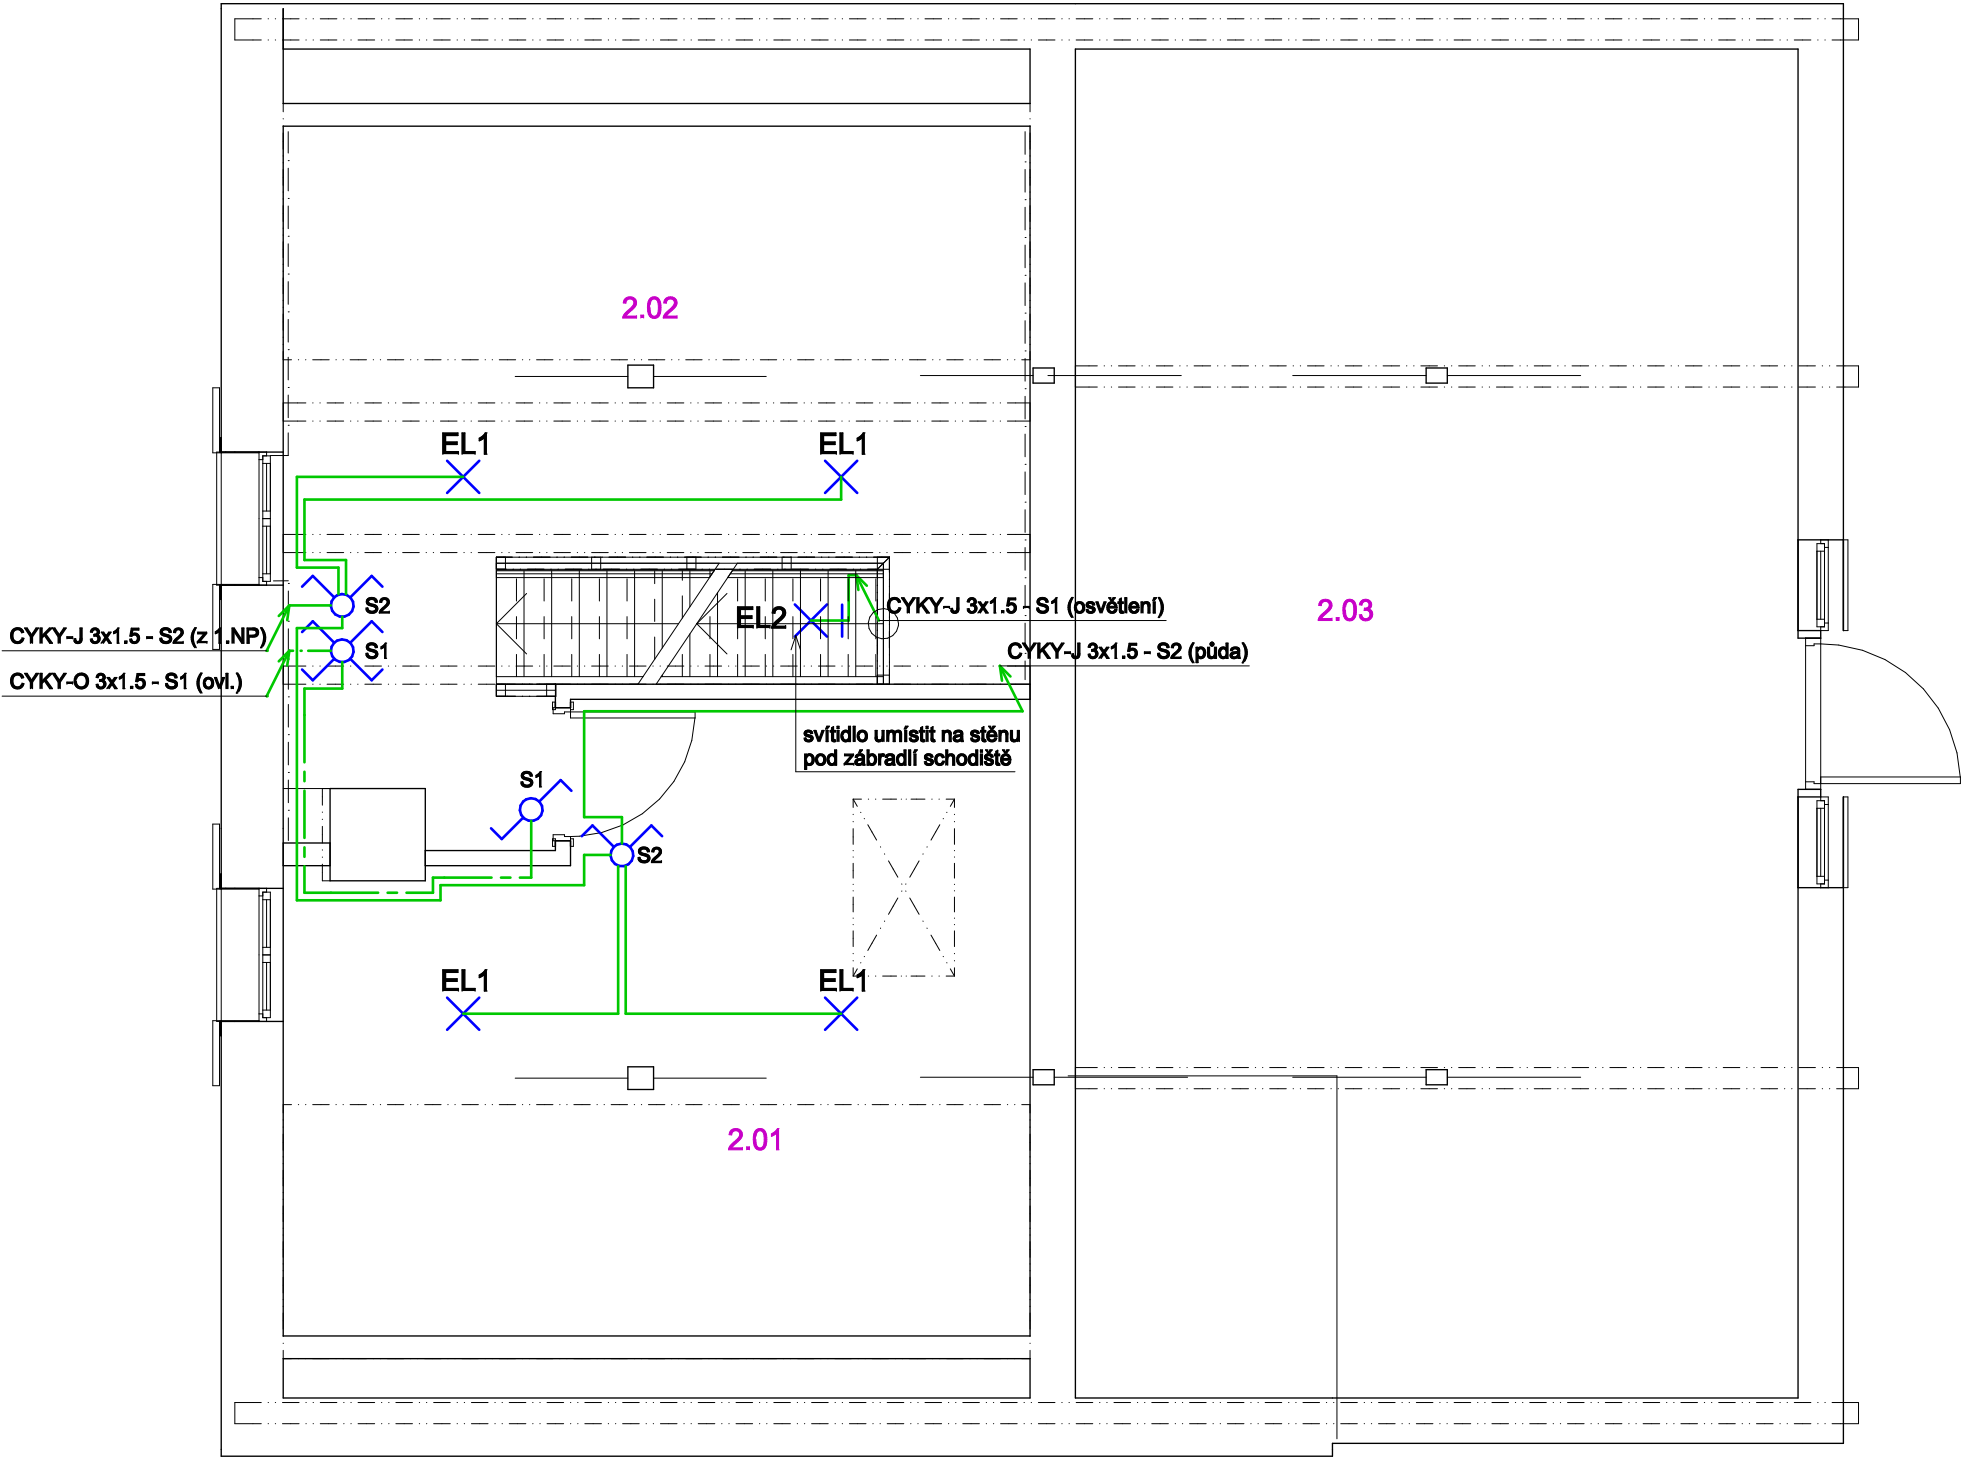 2.02
EL1
EL1
S2
CYKY-J 3x1.5 - S2 (z 1.NP)
S1
CYKY-O 3x1.5 - S1 (ovl.)
EL2
CYKY-J 3x1.5 - S1 (osvětlení)
2.03
CYKY-J 3x1.5 - S2 (půda)
svítidlo umístit na stěnu
pod zábradlí schodiště
S1
S2
EL1
EL1
2.01